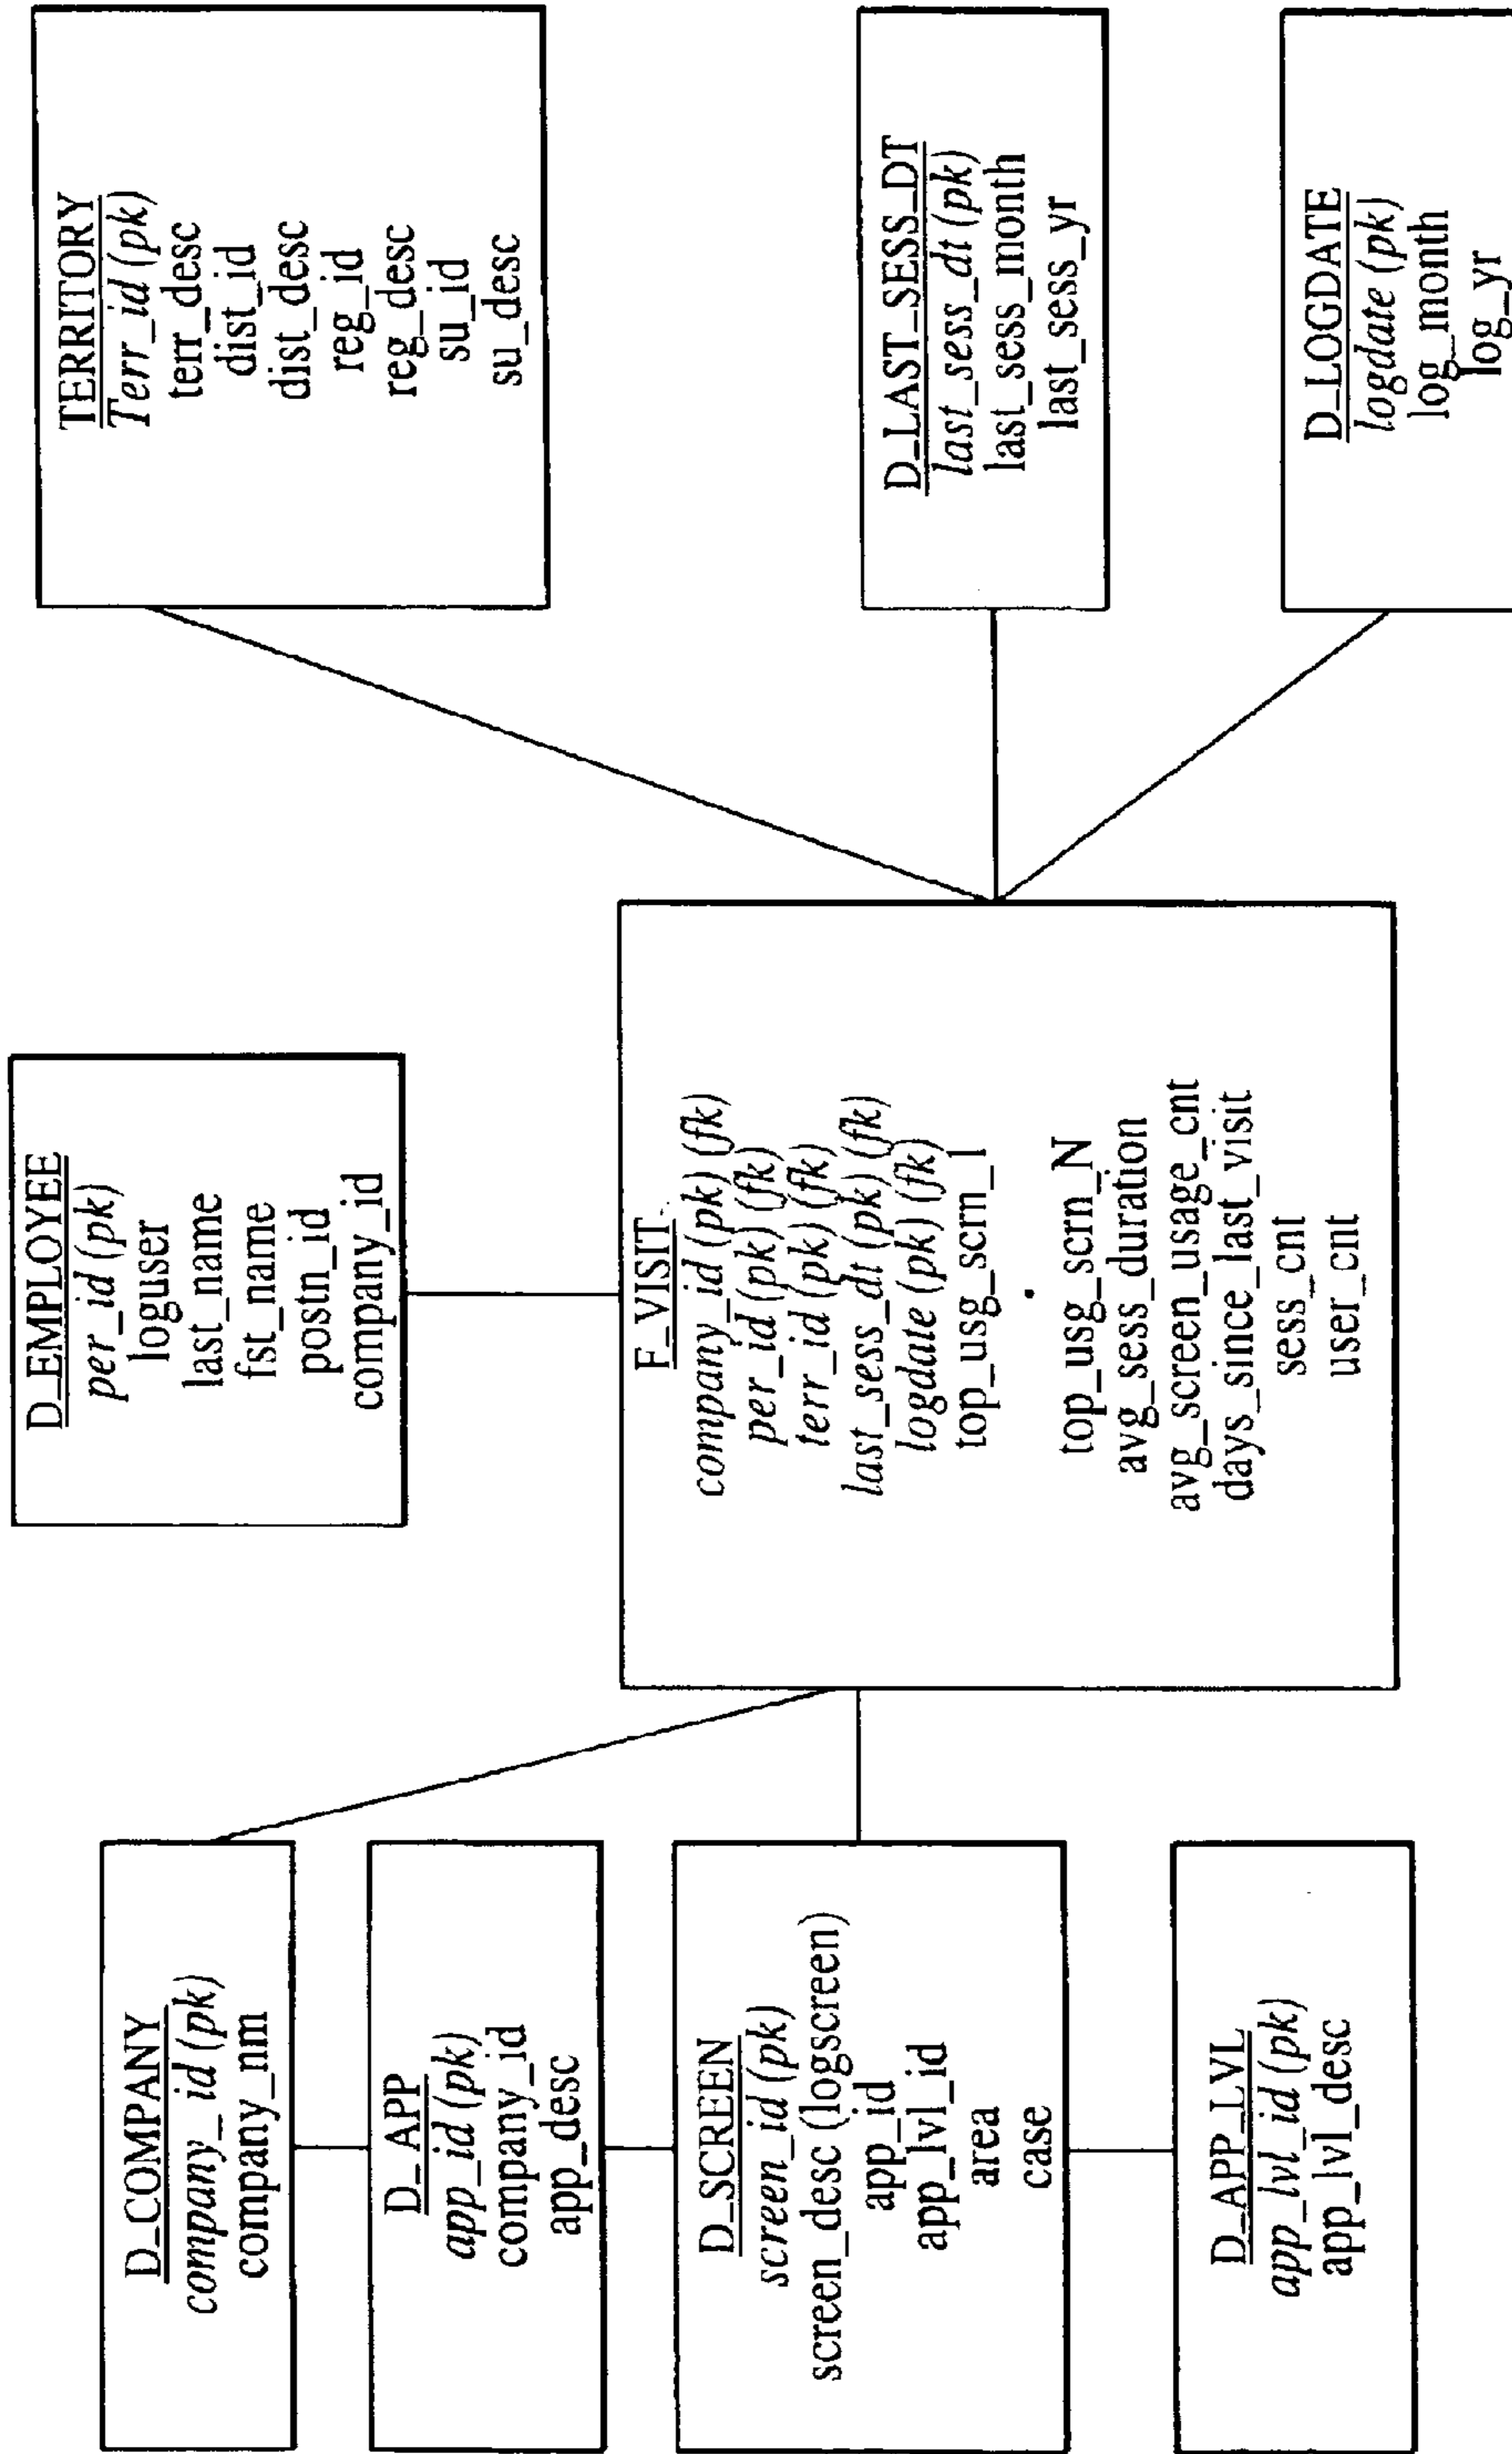 D_COMPANY
company_id (pk)
company_nm
D_APP
app_id (pk)
company_id
app_desc
D_SCREEN
screen_id (pk)
screen_desc (logscreen)
app_id
app_lvl_id
area
case
D_APP_LVL
app_lvl_id (pk)
app_lvl_desc
D_EMPLOYEE
per_id (pk)
loguser
last_name
fst_name
postn_id
company_id
F_VISIT
company_id (pk) (fk)
per_id (pk) (fk)
terr_id (pk) (fk)
last_sess_dt (pk) (fk)
logdate (pk) (fk)
top_usg_scrn_1
.
top_usg_scrn_N
avg_sess_duration
avg_screen_usage_cnt
days_since_last_visit
sess_cnt
user_cnt
TERRITORY
Terr_id (pk)
terr_desc
dist_id
dist_desc
reg_id
reg_desc
su_id
su_desc
D_LAST_SESS_DT
last_sess_dt (pk)
last_sess_month
last_sess_yr
D_LOGDATE
logdate (pk)
log_month
log_yr